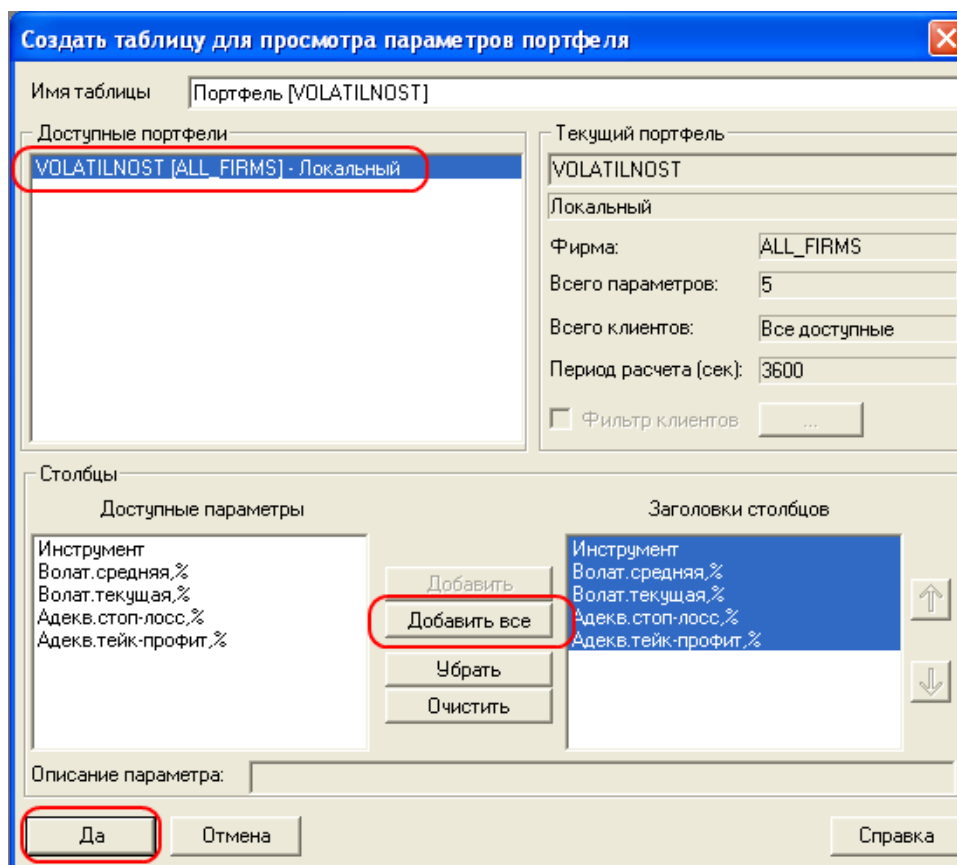 Создать таблицу для просмотра параметров портфеля
Имя таблицы
Портфель [VOLATILNOST]
Доступные портфели
VOLATILNOST [ALL_FIRMS] - Локальный
Текущий портфель
VOLATILNOST
Локальный
Фирма: ALL_FIRMS
Всего параметров: 5
Всего клиентов: Все доступные
Период расчета (сек): 3600
Фильтр клиентов ...
Столбцы
Доступные параметры
Инструмент
Волат.средняя,%
Волат.текущая,%
Адекв.стоп-лосс,%
Адекв.тейк-профит,%
Добавить
Добавить все
Убрать
Очистить
Заголовки столбцов
Инструмент
Волат.средняя,%
Волат.текущая,%
Адекв.стоп-лосс,%
Адекв.тейк-профит,%
Описание параметра:
Да
Отмена
Справка